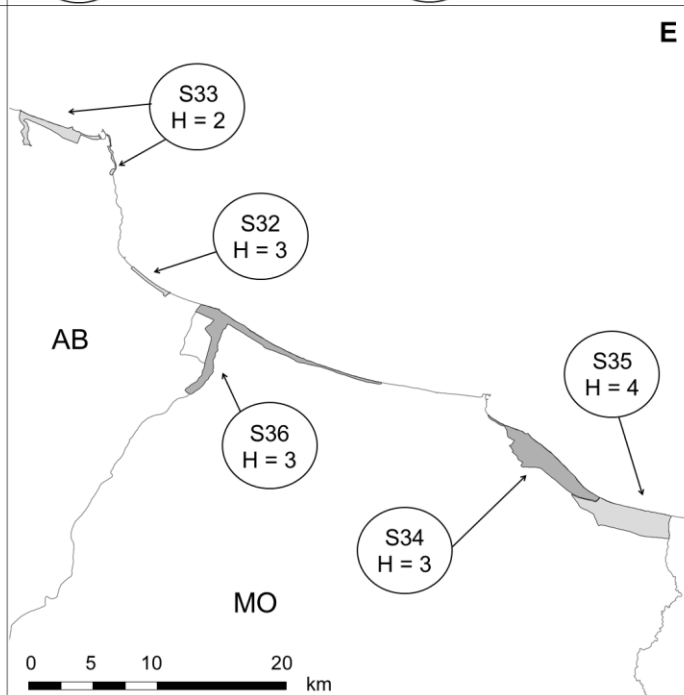 E
S33
H = 2
S32
H = 3
AB
S35
H = 4
S36
H = 3
S34
H = 3
MO
0 5 10 20
km